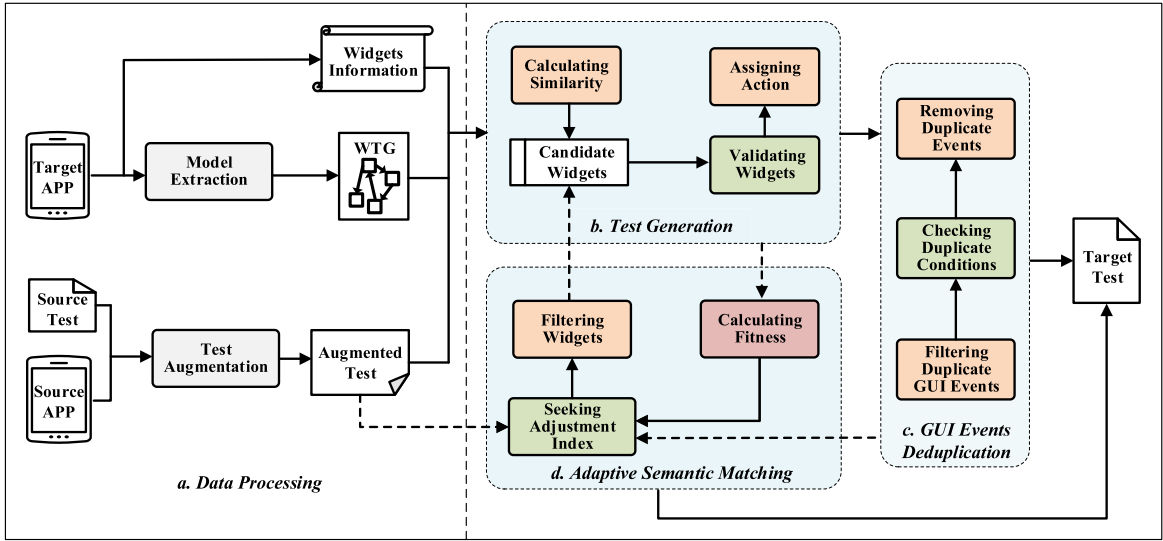 Widgets
Information
Target
APP
Model
Extraction
WTG
Source
Test
Source
APP
Test
Augmentation
Augmented
Test
a. Data Processing
Calculating
Similarity
Assigning
Action
Candidate
Widgets
Validating
Widgets
b. Test Generation
Filtering
Widgets
Calculating
Fitness
Seeking
Adjustment
Index
d. Adaptive Semantic Matching
Removing
Duplicate
Events
Checking
Duplicate
Conditions
Filtering
Duplicate
GUI Events
c. GUI Events
Deduplication
Target
Test